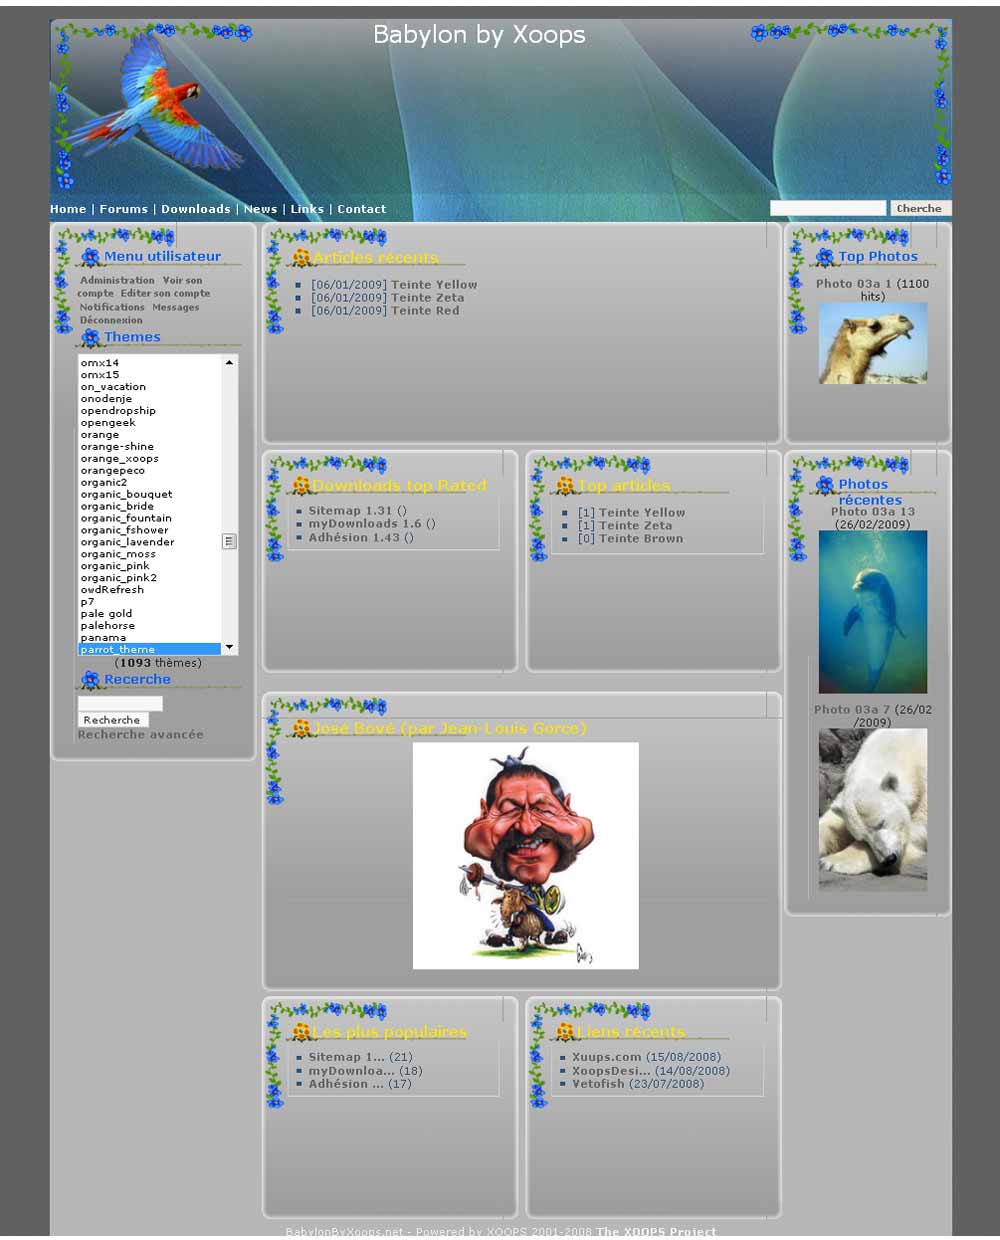 Babylon by Xoops
Home | Forums | Downloads | News | Links | Contact
Cherche
Menu utilisateur
Administration Voir son
compte Editer son compte
Notifications Messages
Déconnexion
Themes
omx14
omx15
on_vacation
onodenje
opendropship
opengeek
orange
orange-shine
orange_xoops
orangepeco
organic2
organic_bouquet
organic_bride
organic_fountain
organic_fshower
organic_lavender
organic_moss
organic_pink
organic_pink2
owdRefresh
p7
pale gold
palehorse
panama
parrot_theme
(1093 thèmes)
Recerche
Recherche
Recherche avancée
Articles récents
[06/01/2009] Teinte Yellow
[06/01/2009] Teinte Zeta
[06/01/2009] Teinte Red
Downloads top Rated
Sitemap 1.31 ()
myDownloads 1.6 ()
Adhésion 1.43 ()
Top articles
[1] Teinte Yellow
[1] Teinte Zeta
[0] Teinte Brown
José Bové (par Jean-Louis Gorce)
Les plus populaires
Sitemap 1... (21)
myDownloa... (18)
Adhésion ... (17)
Liens récents
Xuups.com (15/08/2008)
XoopsDesi... (14/08/2008)
Vetofish (23/07/2008)
Top Photos
Photo 03a 1 (1100
hits)
Photos
récentes
Photo 03a 13
(26/02/2009)
Photo 03a 7 (26/02
/2009)
BabylonByXoops.net - Powered by XOOPS 2001-2008 The XOOPS Project